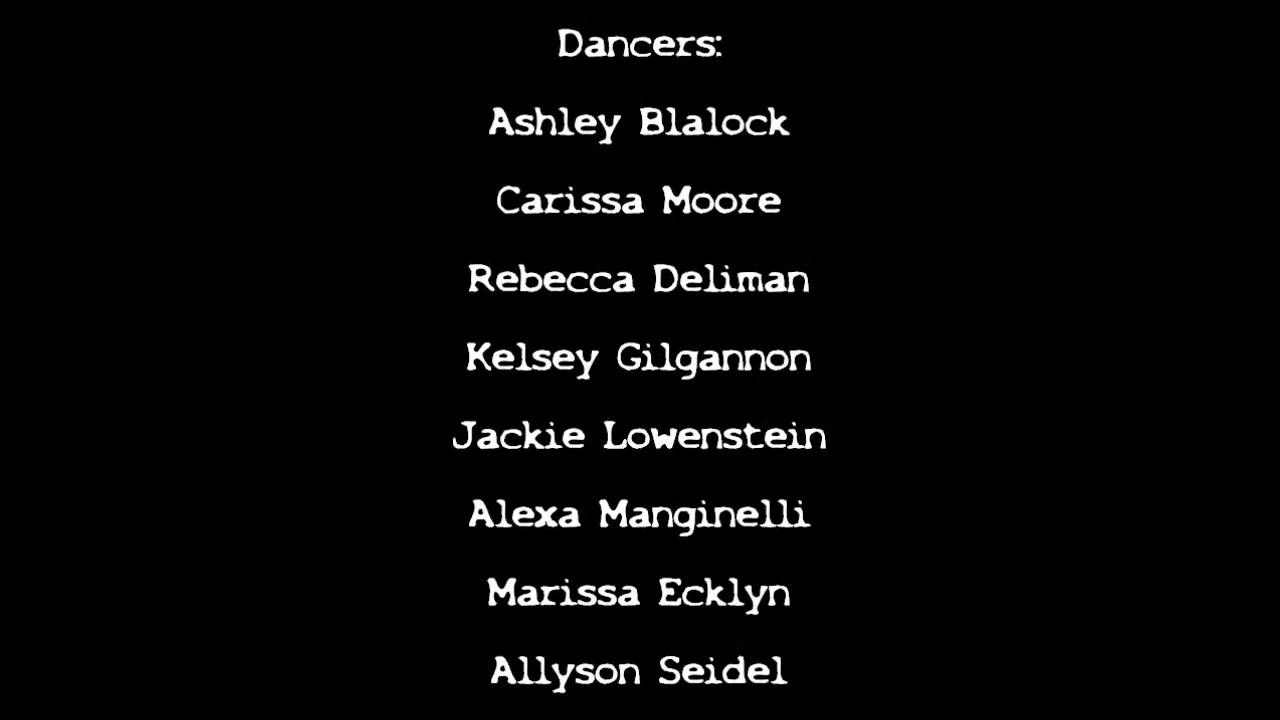 Dancers:
Ashley Blalock
Carissa Moore
Rebecca Deliman
Kelsey Gilgannon
Jackie Lowenstein
Alexa Manginelli
Marissa Ecklyn
Allyson Seidel